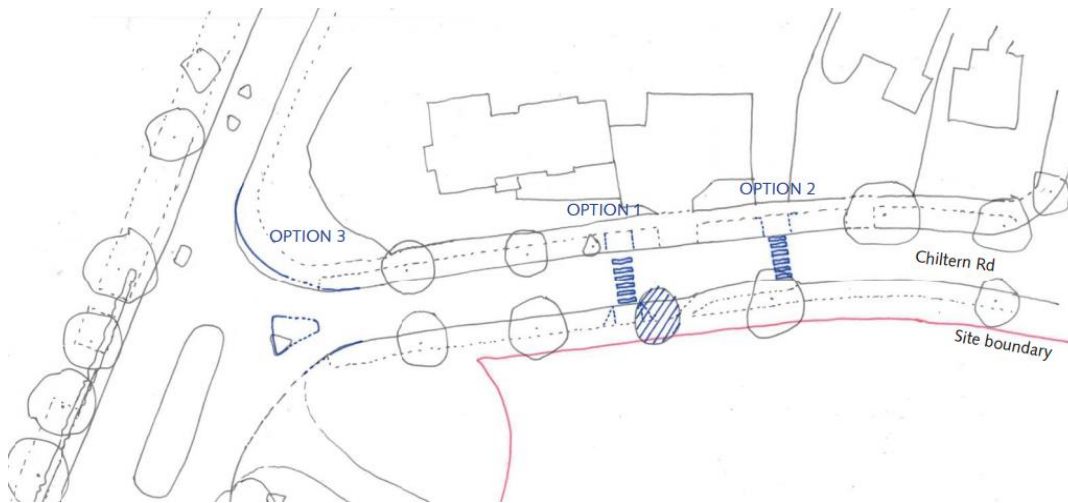 OPTION 1
OPTION 2
OPTION 3
Chiltern Rd
Site boundary